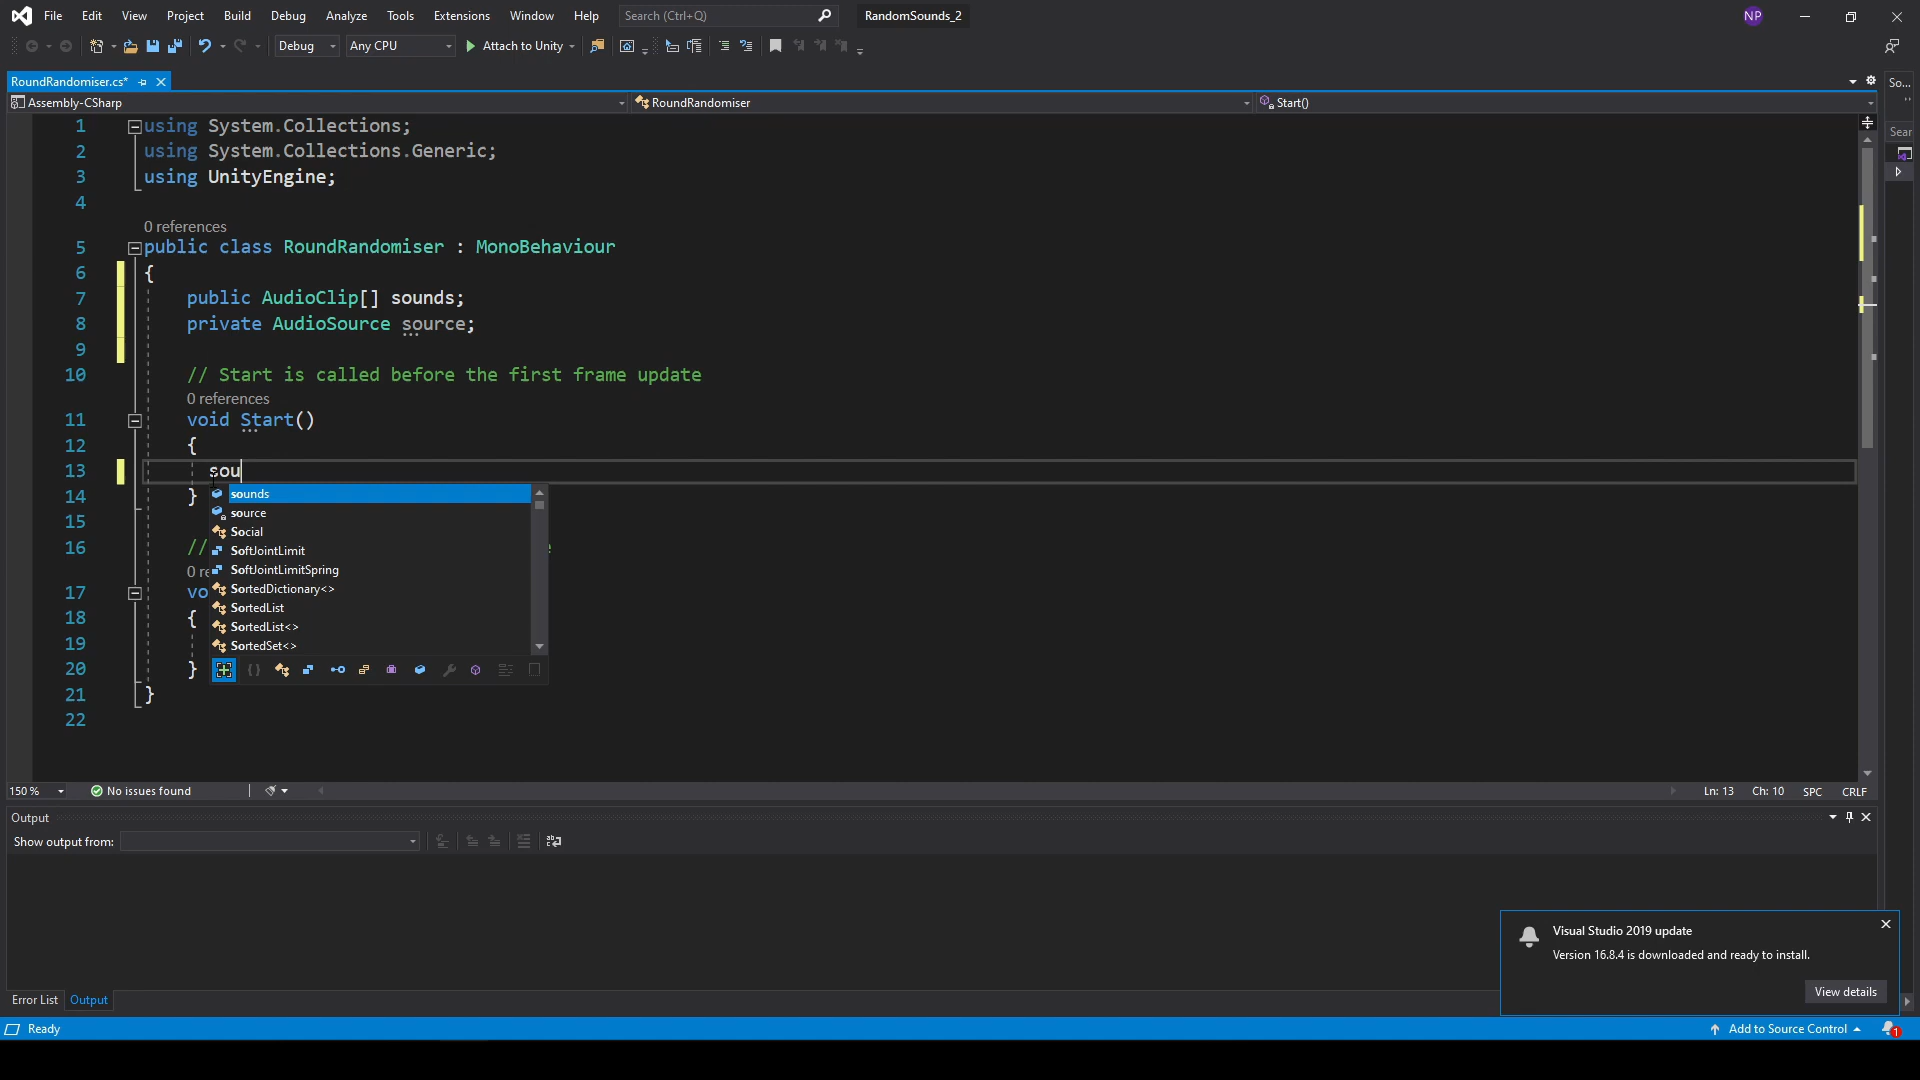 File Edit View Project Build Debug Analyze Tools Extensions Window Help Search (Ctrl+Q) RandomSounds_2 NP
Debug Any CPU Attach to Unity
RoundRandomiser.cs* So...
Assembly-CSharp RoundRandomiser Start()
Sear
1 using System.Collections;
2 using System.Collections.Generic;
3 using UnityEngine;
4
0 references
5 public class RoundRandomiser : MonoBehaviour
6 {
7 public AudioClip[] sounds;
8 private AudioSource source;
9
10 // Start is called before the first frame update
0 references
11 void Start()
12 {
13 sou
sounds
14 }
source
15
Social
16 //
SoftJointLimit
0 re
SoftJointLimitSpring
17 vo
SortedDictionary<>
SortedList
18 {
SortedList<>
19
SortedSet<>
20 }
21 }
22
150 % No issues found Ln: 13 Ch: 10 SPC CRLF
Output
Show output from:
Visual Studio 2019 update
Version 16.8.4 is downloaded and ready to install.
View details
Error List Output
Ready Add to Source Control 1